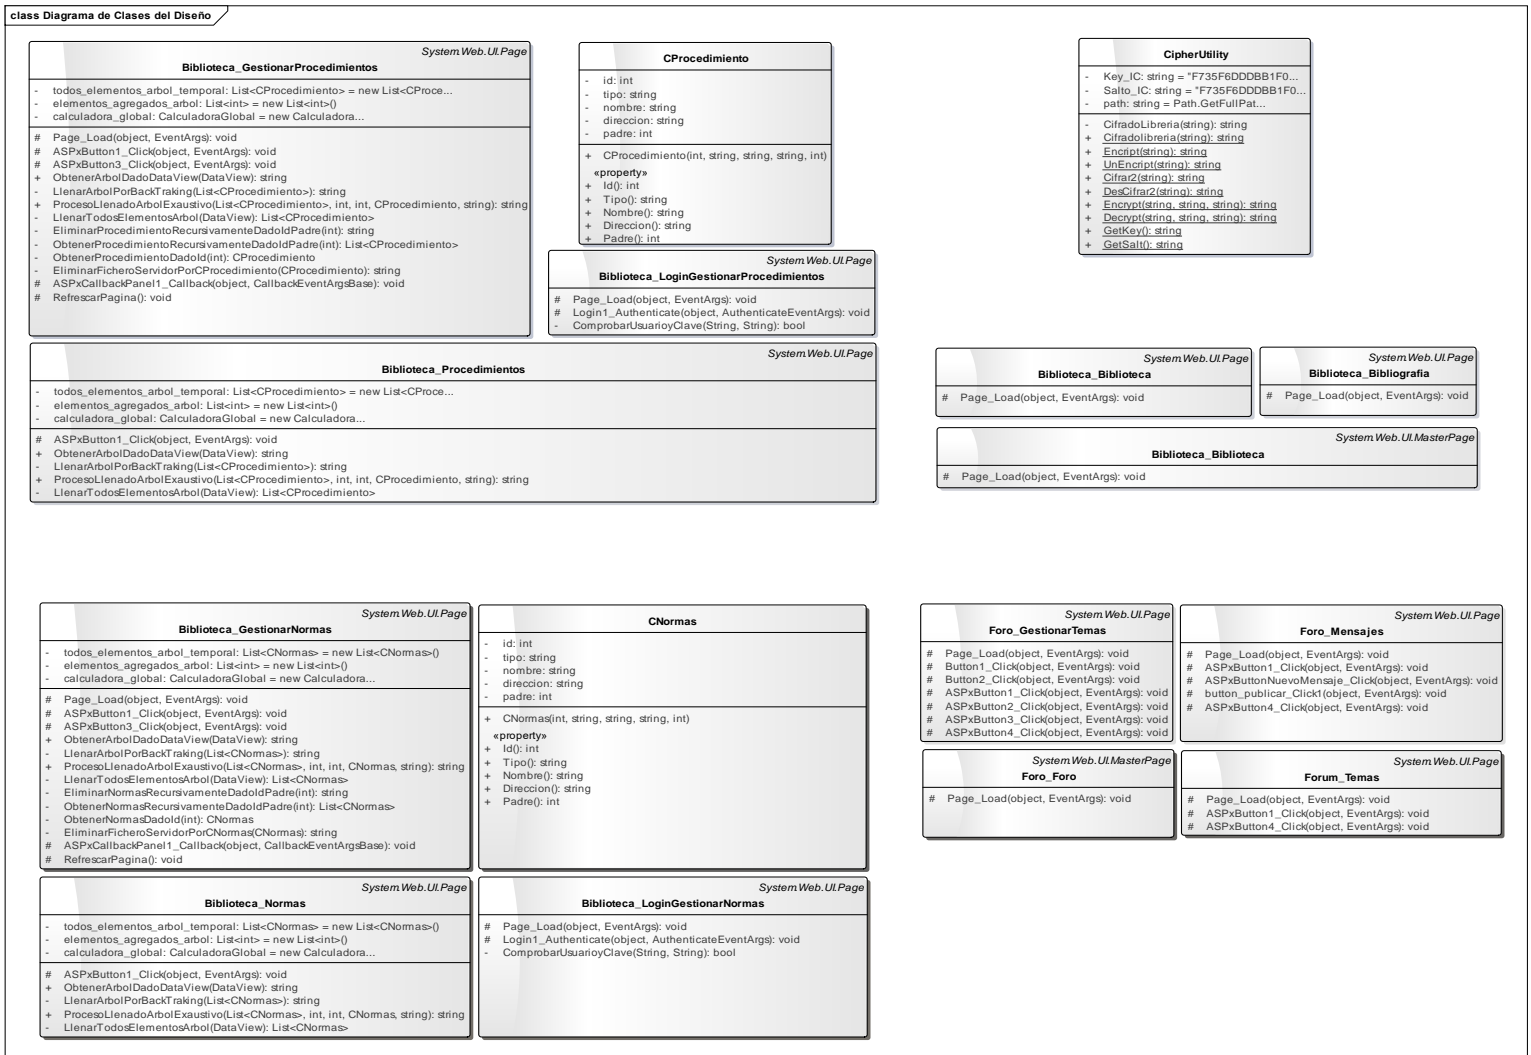 class Diagrama de Clases del Diseño
System.Web.UI.Page
Biblioteca_GestionarProcedimientos
- todos_elementos_arbol_temporal: List<CProcedimiento> = new List<CProce...
- elementos_agregados_arbol: List<int> = new List<int>()
- calculadora_global: CalculadoraGlobal = new Calculadora...
# Page_Load(object, EventArgs): void
# ASPxButton1_Click(object, EventArgs): void
# ASPxButton3_Click(object, EventArgs): void
+ ObtenerArbolDadoDataView(DataView): string
- LlenarArbolPorBackTraking(List<CProcedimiento>): string
+ ProcesoLlenadoArbolExaustivo(List<CProcedimiento>, int, int, CProcedimiento, string): string
- LlenarTodosElementosArbol(DataView): List<CProcedimiento>
- EliminarProcedimientoRecursivamenteDadoIdPadre(int): string
- ObtenerProcedimientoRecursivamenteDadoIdPadre(int): List<CProcedimiento>
- ObtenerProcedimientoDadoId(int): CProcedimiento
- EliminarFicheroServidorPorCProcedimiento(CProcedimiento): string
# ASPxCallbackPanel1_Callback(object, CallbackEventArgsBase): void
# RefrescarPagina(): void
CProcedimiento
- id: int
- tipo: string
- nombre: string
- direccion: string
- padre: int
+ CProcedimiento(int, string, string, string, int)
«property»
+ Id(): int
+ Tipo(): string
+ Nombre(): string
+ Direccion(): string
+ Padre(): int
CipherUtility
- Key_IC: string = "F735F6DDDBB1F0...
- Salto_IC: string = "F735F6DDDBB1F0...
- path: string = Path.GetFullPat...
- CifradoLibreria(string): string
+ Cifradolibreria(string): string
+ Encript(string): string
+ UnEncript(string): string
+ Cifrar2(string): string
+ DesCifrar2(string): string
+ Encrypt(string, string, string): string
+ Decrypt(string, string, string): string
+ GetKey(): string
+ GetSalt(): string
System.Web.UI.Page
Biblioteca_LoginGestionarProcedimientos
# Page_Load(object, EventArgs): void
# Login1_Authenticate(object, AuthenticateEventArgs): void
- ComprobarUsuarioyClave(String, String): bool
System.Web.UI.Page
Biblioteca_Procedimientos
- todos_elementos_arbol_temporal: List<CProcedimiento> = new List<CProce...
- elementos_agregados_arbol: List<int> = new List<int>()
- calculadora_global: CalculadoraGlobal = new Calculadora...
# ASPxButton1_Click(object, EventArgs): void
+ ObtenerArbolDadoDataView(DataView): string
- LlenarArbolPorBackTraking(List<CProcedimiento>): string
+ ProcesoLlenadoArbolExaustivo(List<CProcedimiento>, int, int, CProcedimiento, string): string
- LlenarTodosElementosArbol(DataView): List<CProcedimiento>
System.Web.UI.Page
Biblioteca_Biblioteca
# Page_Load(object, EventArgs): void
System.Web.UI.Page
Biblioteca_Bibliografia
# Page_Load(object, EventArgs): void
System.Web.UI.MasterPage
Biblioteca_Biblioteca
# Page_Load(object, EventArgs): void
System.Web.UI.Page
Biblioteca_GestionarNormas
- todos_elementos_arbol_temporal: List<CNormas> = new List<CNormas>()
- elementos_agregados_arbol: List<int> = new List<int>()
- calculadora_global: CalculadoraGlobal = new Calculadora...
# Page_Load(object, EventArgs): void
# ASPxButton1_Click(object, EventArgs): void
# ASPxButton3_Click(object, EventArgs): void
+ ObtenerArbolDadoDataView(DataView): string
- LlenarArbolPorBackTraking(List<CNormas>): string
+ ProcesoLlenadoArbolExaustivo(List<CNormas>, int, int, CNormas, string): string
- LlenarTodosElementosArbol(DataView): List<CNormas>
- EliminarNormasRecursivamenteDadoIdPadre(int): string
- ObtenerNormasRecursivamenteDadoIdPadre(int): List<CNormas>
- ObtenerNormasDadoId(int): CNormas
- EliminarFicheroServidorPorCNormas(CNormas): string
# ASPxCallbackPanel1_Callback(object, CallbackEventArgsBase): void
# RefrescarPagina(): void
CNormas
- id: int
- tipo: string
- nombre: string
- direccion: string
- padre: int
+ CNormas(int, string, string, string, int)
«property»
+ Id(): int
+ Tipo(): string
+ Nombre(): string
+ Direccion(): string
+ Padre(): int
System.Web.UI.Page
Foro_GestionarTemas
# Page_Load(object, EventArgs): void
# Button1_Click(object, EventArgs): void
# Button2_Click(object, EventArgs): void
# ASPxButton1_Click(object, EventArgs): void
# ASPxButton2_Click(object, EventArgs): void
# ASPxButton3_Click(object, EventArgs): void
# ASPxButton4_Click(object, EventArgs): void
System.Web.UI.Page
Foro_Mensajes
# Page_Load(object, EventArgs): void
# ASPxButton1_Click(object, EventArgs): void
# ASPxButtonNuevoMensaje_Click(object, EventArgs): void
# button_publicar_Click1(object, EventArgs): void
# ASPxButton4_Click(object, EventArgs): void
System.Web.UI.MasterPage
Foro_Foro
# Page_Load(object, EventArgs): void
System.Web.UI.Page
Forum_Temas
# Page_Load(object, EventArgs): void
# ASPxButton1_Click(object, EventArgs): void
# ASPxButton4_Click(object, EventArgs): void
System.Web.UI.Page
Biblioteca_Normas
- todos_elementos_arbol_temporal: List<CNormas> = new List<CNormas>()
- elementos_agregados_arbol: List<int> = new List<int>()
- calculadora_global: CalculadoraGlobal = new Calculadora...
# ASPxButton1_Click(object, EventArgs): void
+ ObtenerArbolDadoDataView(DataView): string
- LlenarArbolPorBackTraking(List<CNormas>): string
+ ProcesoLlenadoArbolExaustivo(List<CNormas>, int, int, CNormas, string): string
- LlenarTodosElementosArbol(DataView): List<CNormas>
System.Web.UI.Page
Biblioteca_LoginGestionarNormas
# Page_Load(object, EventArgs): void
# Login1_Authenticate(object, AuthenticateEventArgs): void
- ComprobarUsuarioyClave(String, String): bool